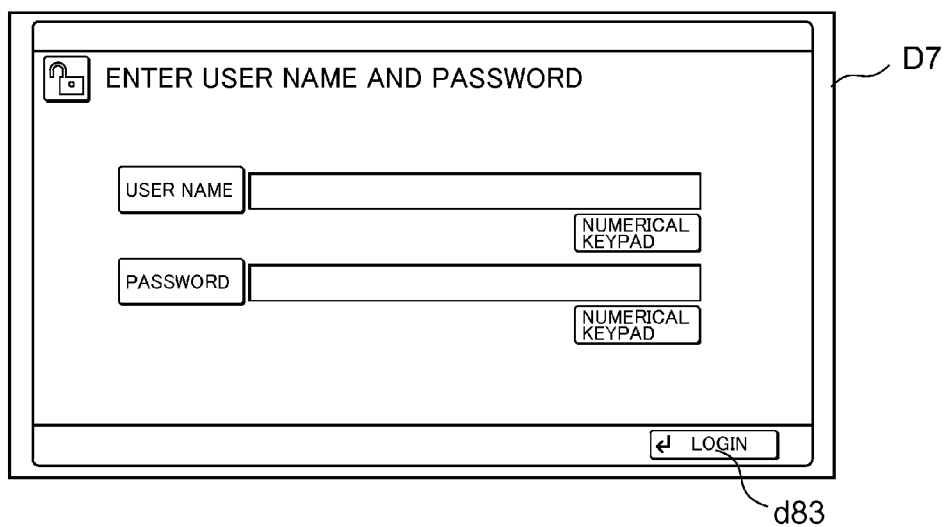 ENTER USER NAME AND PASSWORD
D7
USER NAME
NUMERICAL
KEYPAD
PASSWORD
NUMERICAL
KEYPAD
LOGIN
d83